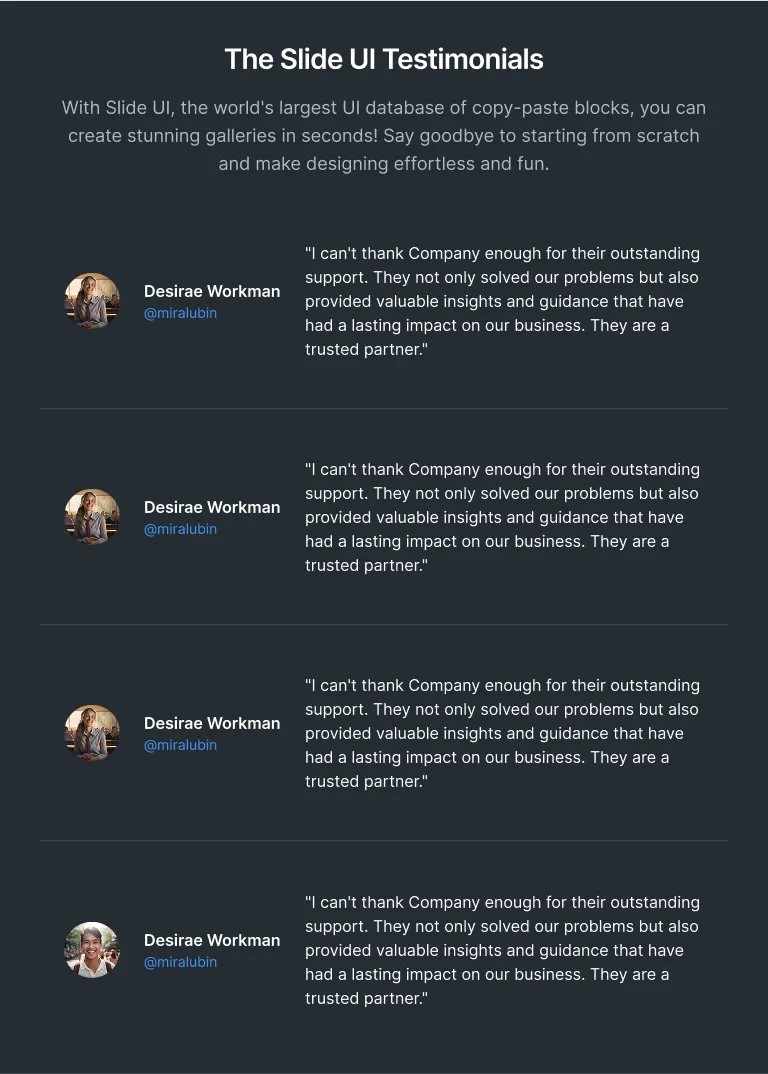 The Slide UI Testimonials
With Slide UI, the world's largest UI database of copy-paste blocks, you can
create stunning galleries in seconds! Say goodbye to starting from scratch
and make designing effortless and fun.
Desirae Workman
@miralubin
"I can't thank Company enough for their outstanding
support. They not only solved our problems but also
provided valuable insights and guidance that have
had a lasting impact on our business. They are a
trusted partner."
Desirae Workman
@miralubin
"I can't thank Company enough for their outstanding
support. They not only solved our problems but also
provided valuable insights and guidance that have
had a lasting impact on our business. They are a
trusted partner."
Desirae Workman
@miralubin
"I can't thank Company enough for their outstanding
support. They not only solved our problems but also
provided valuable insights and guidance that have
had a lasting impact on our business. They are a
trusted partner."
Desirae Workman
@miralubin
"I can't thank Company enough for their outstanding
support. They not only solved our problems but also
provided valuable insights and guidance that have
had a lasting impact on our business. They are a
trusted partner."